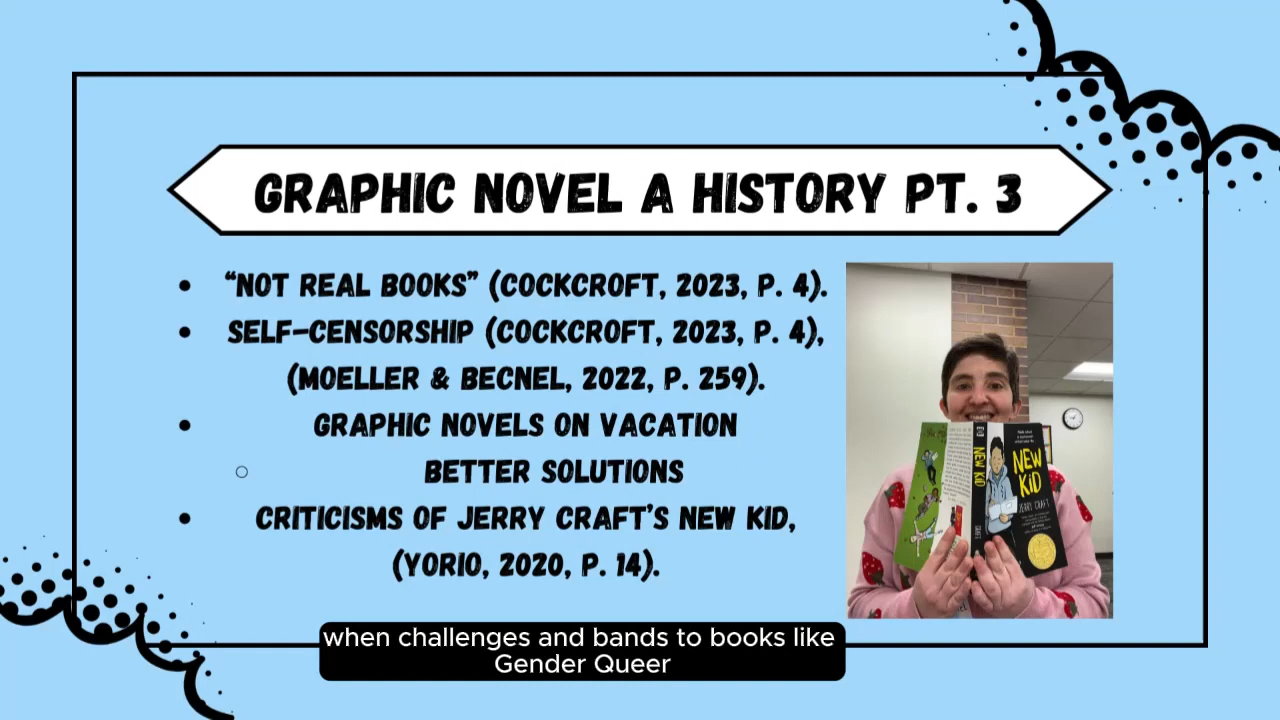 GRAPHIC NOVEL A HISTORY PT. 3
• “NOT REAL BOOKS” (COCKCROFT, 2023, P. 4).
• SELF-CENSORSHIP (COCKCROFT, 2023, P. 4),
(MOELLER & BECNEL, 2022, P. 259).
• GRAPHIC NOVELS ON VACATION
○ BETTER SOLUTIONS
• CRITICISMS OF JERRY CRAFT’S NEW KID,
(YORIO, 2020, P. 14).
NEW KID
NEW
KID
JERRY CRAFT
when challenges and bands to books like
Gender Queer